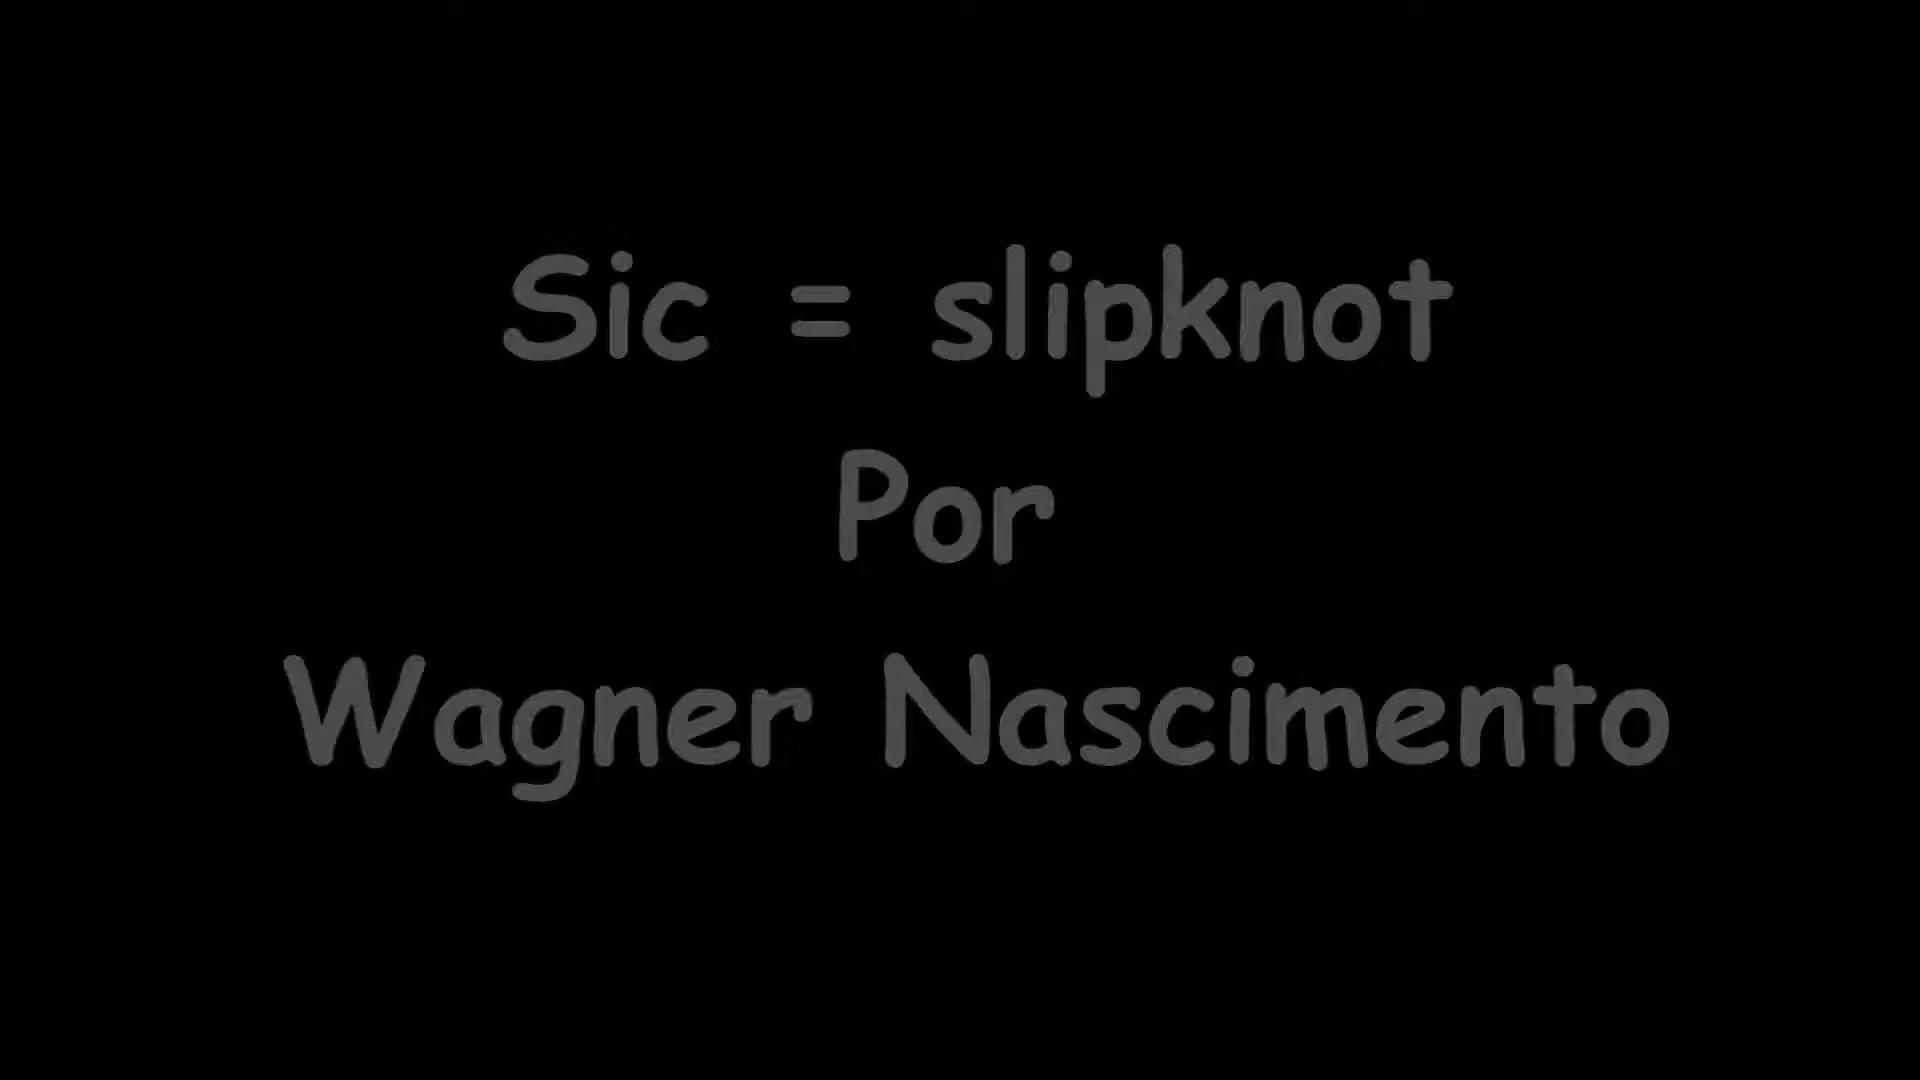 Sic = slipknot
Por
Wagner Nascimento